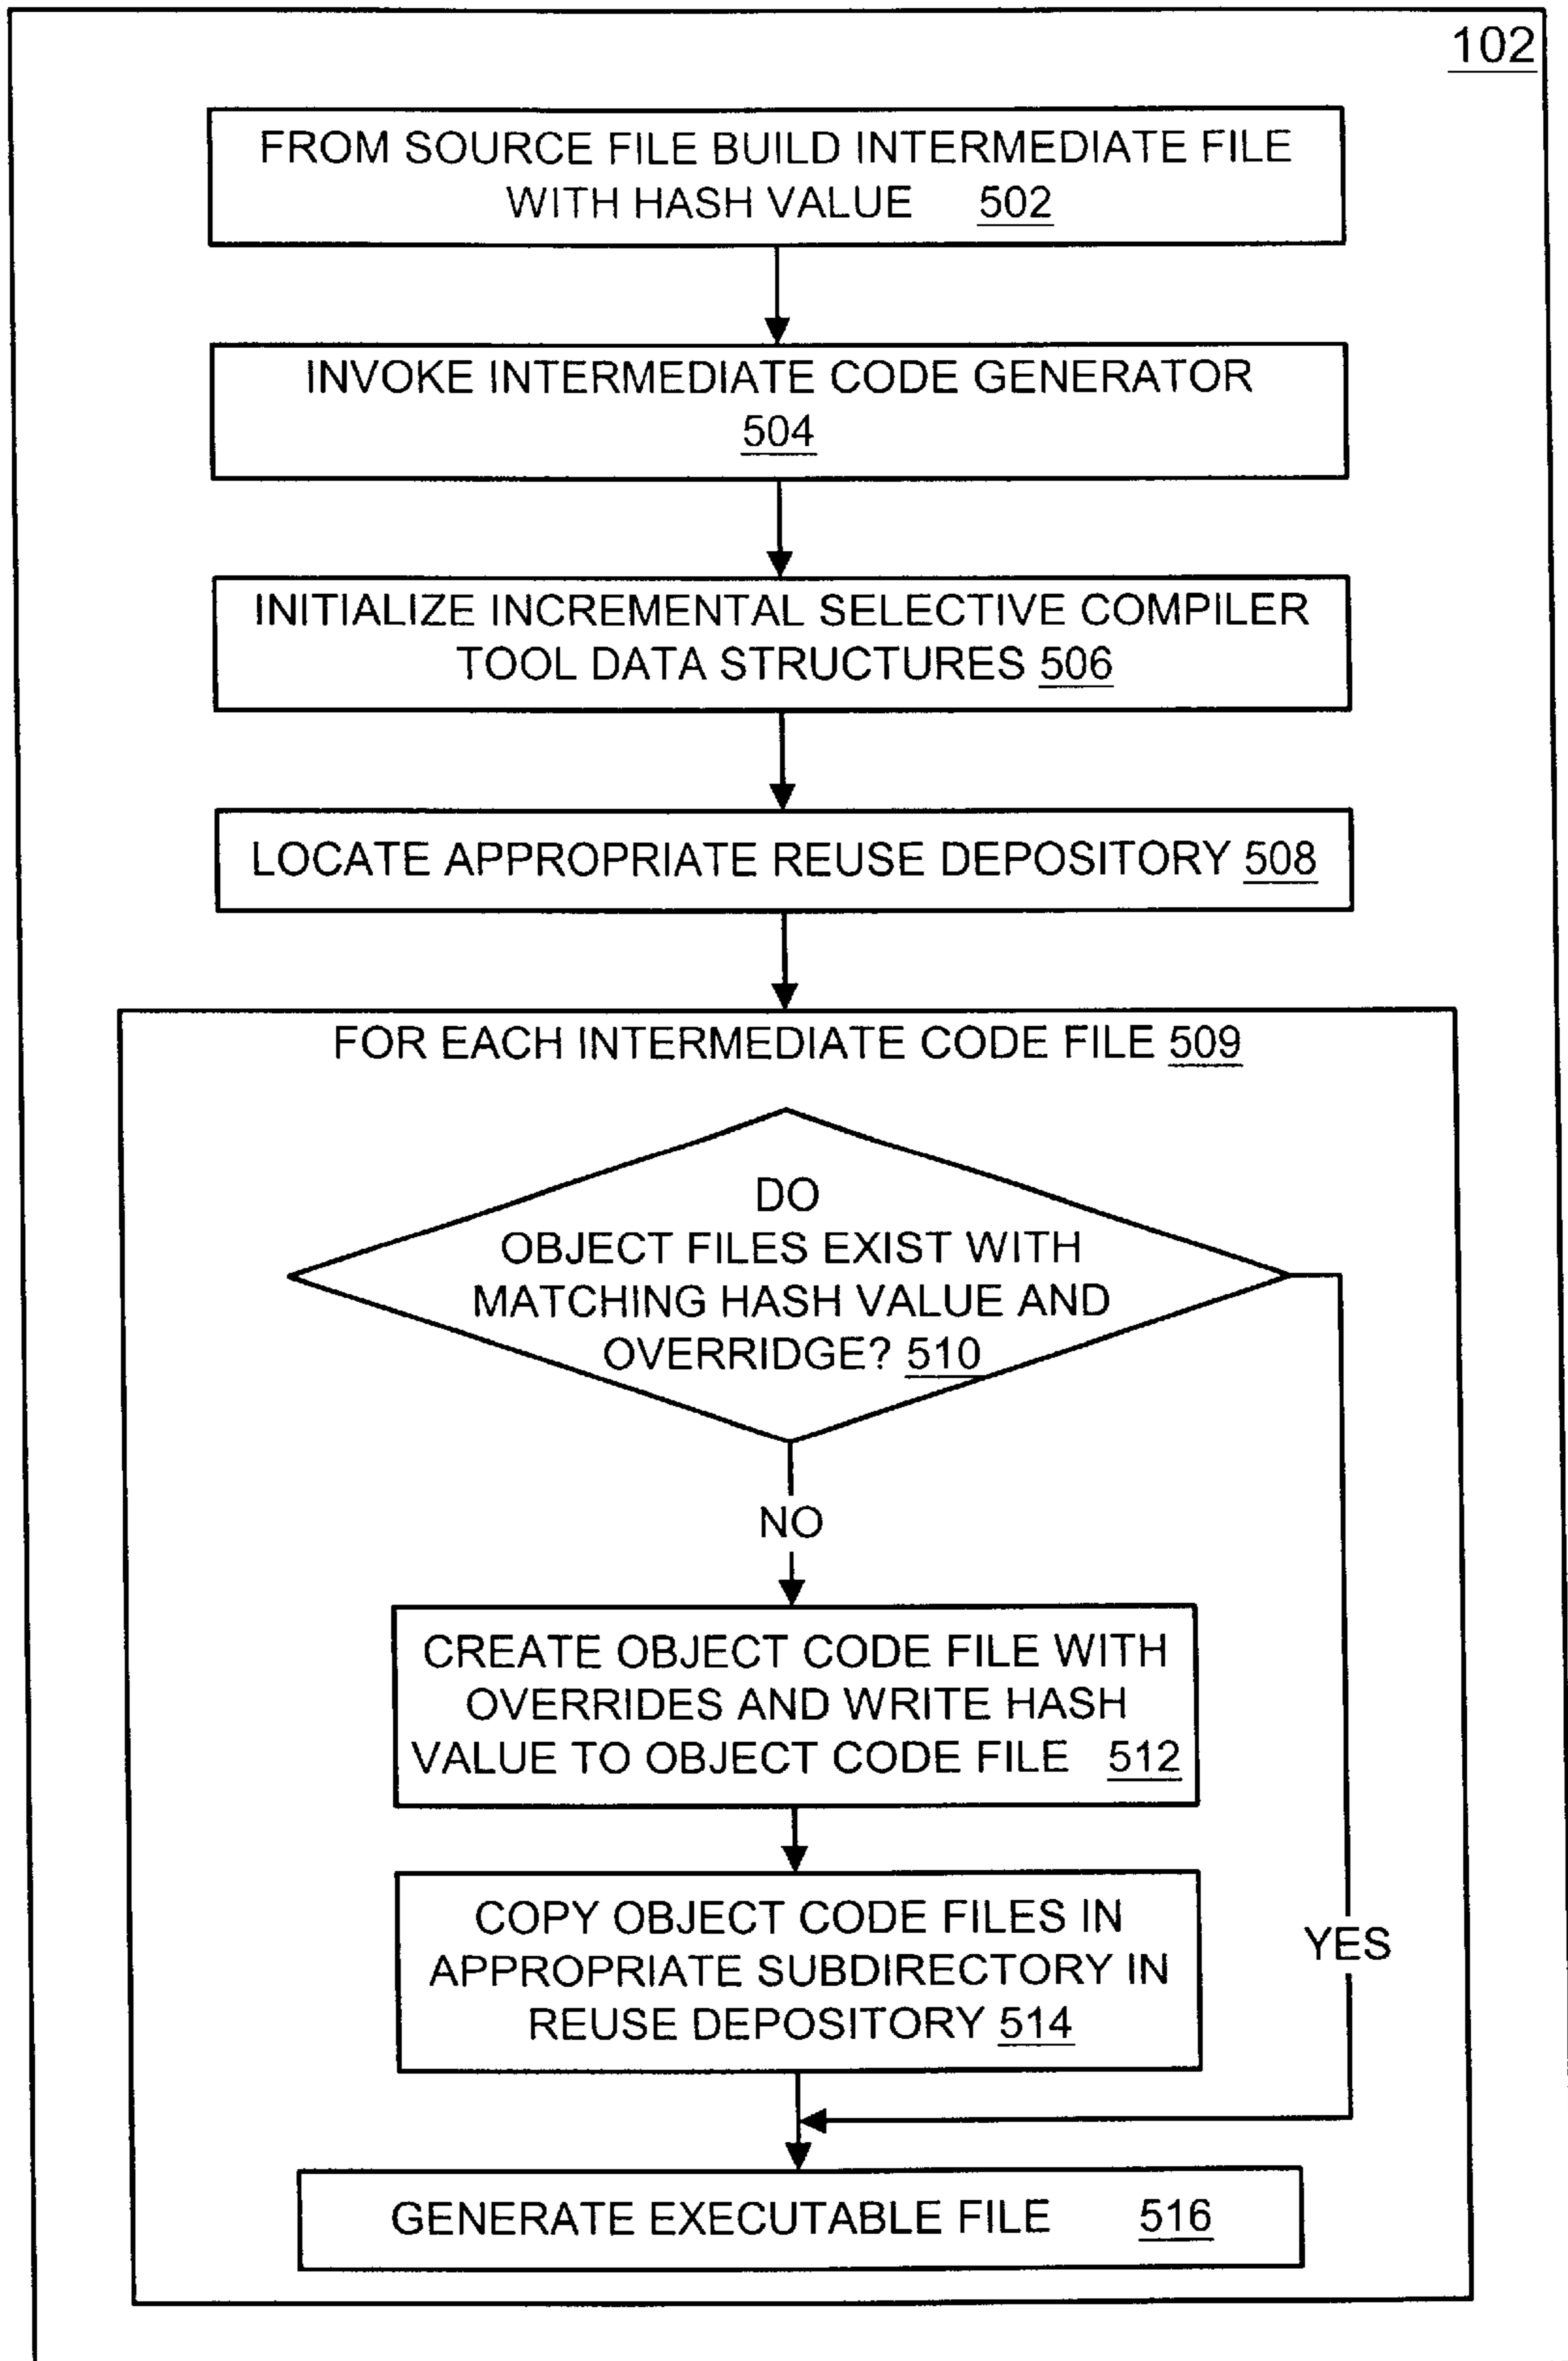 102
FROM SOURCE FILE BUILD INTERMEDIATE FILE
WITH HASH VALUE 502
INVOKE INTERMEDIATE CODE GENERATOR
504
INITIALIZE INCREMENTAL SELECTIVE COMPILER
TOOL DATA STRUCTURES 506
LOCATE APPROPRIATE REUSE DEPOSITORY 508
FOR EACH INTERMEDIATE CODE FILE 509
DO
OBJECT FILES EXIST WITH
MATCHING HASH VALUE AND
OVERRIDGE? 510
NO
CREATE OBJECT CODE FILE WITH
OVERRIDES AND WRITE HASH
VALUE TO OBJECT CODE FILE 512
COPY OBJECT CODE FILES IN
APPROPRIATE SUBDIRECTORY IN
REUSE DEPOSITORY 514
YES
GENERATE EXECUTABLE FILE 516